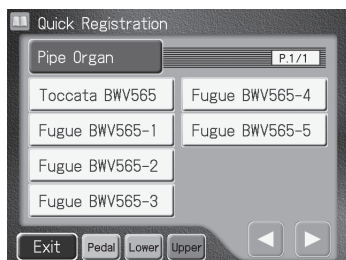 Quick Registration
Pipe Organ
P.1/1
Toccata BWV565
Fugue BWV565-4
Fugue BWV565-1
Fugue BWV565-5
Fugue BWV565-2
Fugue BWV565-3
Exit
Pedal
Lower
Upper